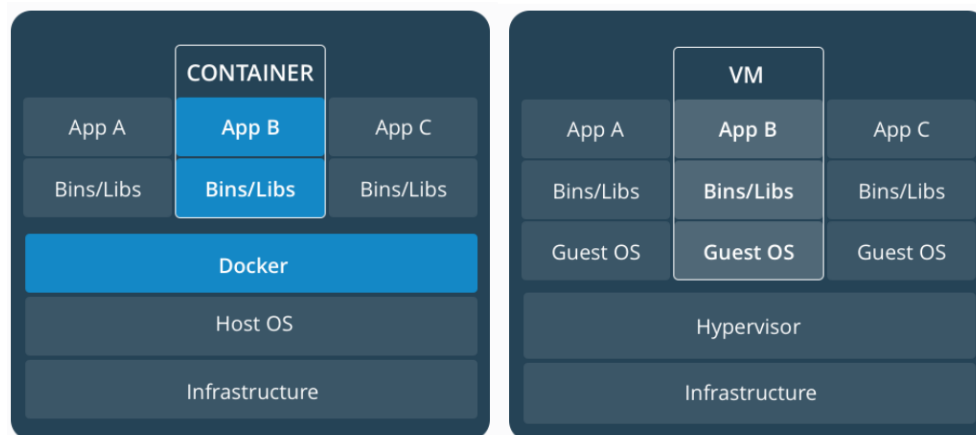 CONTAINER
App A App B App C
Bins/Libs Bins/Libs Bins/Libs
Docker
Host OS
Infrastructure
VM
App A App B App C
Bins/Libs Bins/Libs Bins/Libs
Guest OS Guest OS Guest OS
Hypervisor
Infrastructure